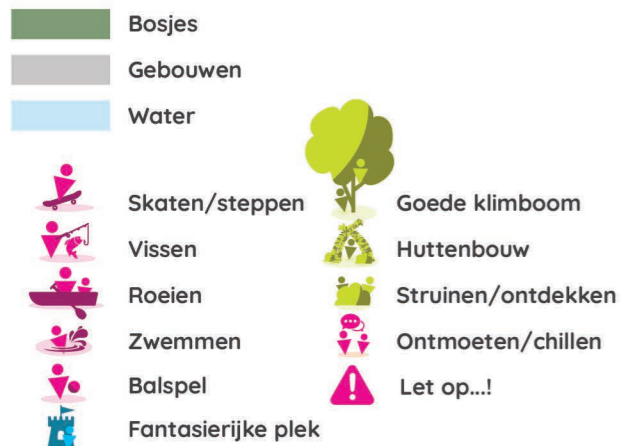 Bosjes
Gebouwen
Water
Skaten/steppen
Vissen
Roeien
Zwemmen
Balspel
Fantasierijke plek
Goede klimboom
Huttenbouw
Struinen/ontdekken
Ontmoeten/chillen
Let op...!